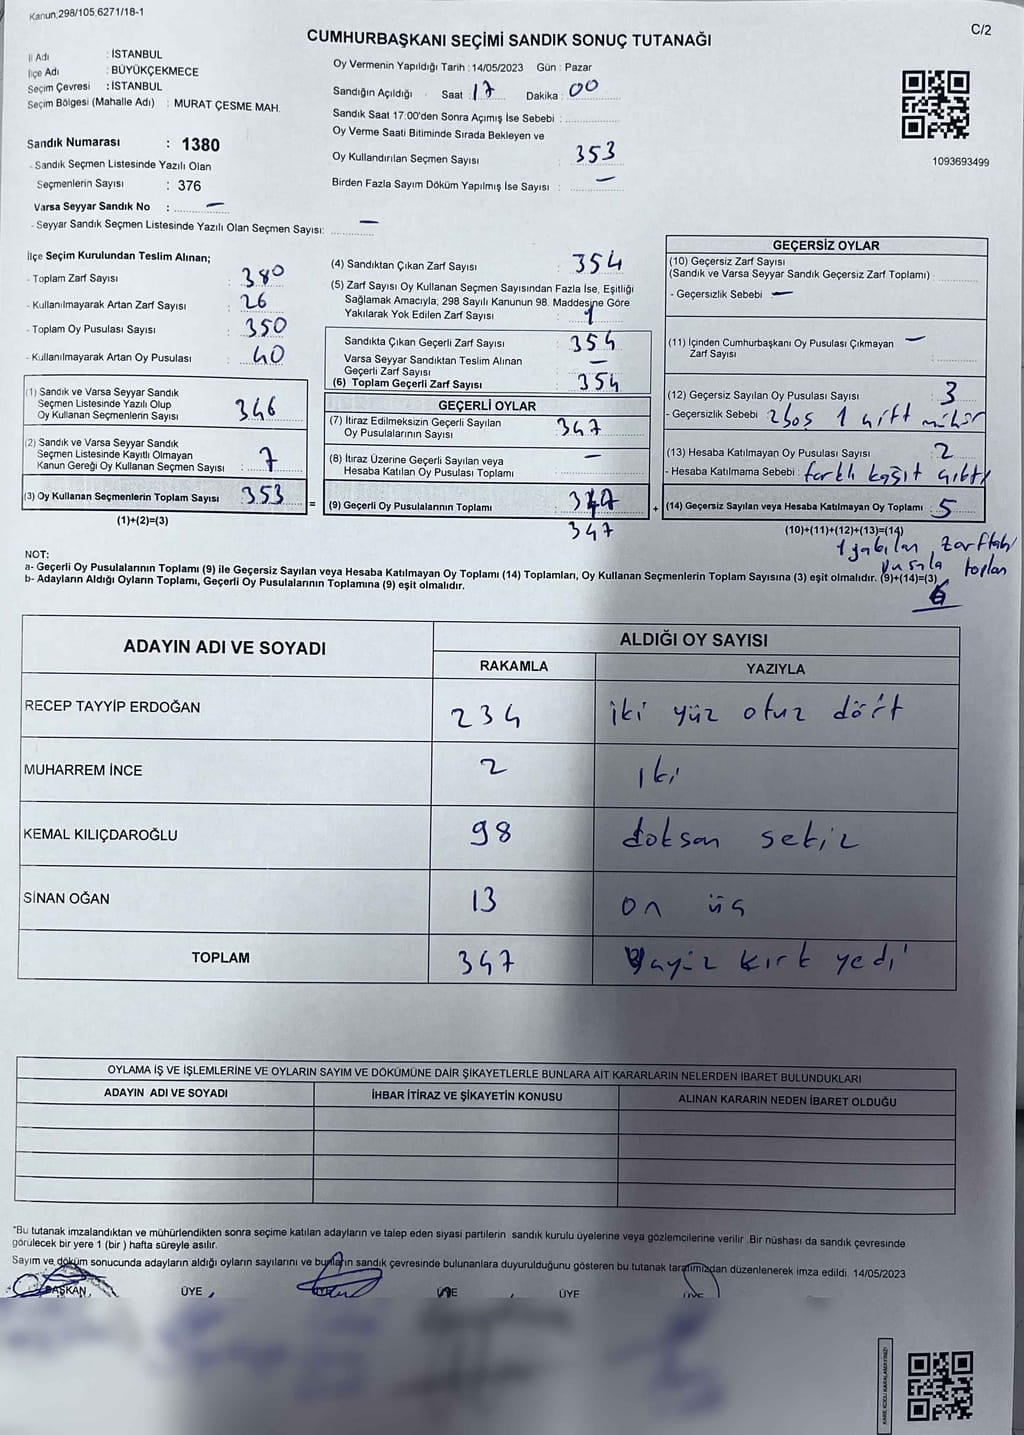 Kanun,298/105,6271/18-1
C/2
CUMHURBAŞKANI SEÇİMİ SANDIK SONUÇ TUTANAĞI
İl Adı : İSTANBUL
İlçe Adı : BÜYÜKÇEKMECE
Seçim Çevresi : İSTANBUL
Seçim Bölgesi (Mahalle Adı) : MURAT ÇESME MAH.
Sandık Numarası : 1380
- Sandık Seçmen Listesinde Yazılı Olan
Seçmenlerin Sayısı : 376
Varsa Seyyar Sandık No : —
- Seyyar Sandık Seçmen Listesinde Yazılı Olan Seçmen Sayısı: —
Oy Vermenin Yapıldığı Tarih : 14/05/2023 Gün : Pazar
Sandığın Açıldığı Saat : 17 Dakika : 00
Sandık Saat 17:00'den Sonra Açımış İse Sebebi :
Oy Verme Saati Bitiminde Sırada Bekleyen ve
Oy Kullandırılan Seçmen Sayısı : 353
Birden Fazla Sayım Döküm Yapılmış İse Sayısı : —
1093693499
İlçe Seçim Kurulundan Teslim Alınan;
- Toplam Zarf Sayısı : 380
- Kullanılmayarak Artan Zarf Sayısı : 26
- Toplam Oy Pusulası Sayısı : 350
- Kullanılmayarak Artan Oy Pusulası : 40
(1) Sandık ve Varsa Seyyar Sandık
Seçmen Listesinde Yazılı Olup
Oy Kullanan Seçmenlerin Sayısı : 346
(2) Sandık ve Varsa Seyyar Sandık
Seçmen Listesinde Kayıtlı Olmayan
Kanun Gereği Oy Kullanan Seçmen Sayısı : 7
(3) Oy Kullanan Seçmenlerin Toplam Sayısı : 353
(1)+(2)=(3)
=
(4) Sandıktan Çıkan Zarf Sayısı : 354
(5) Zarf Sayısı Oy Kullanan Seçmen Sayısından Fazla İse, Eşitliği
Sağlamak Amacıyla, 298 Sayılı Kanunun 98. Maddesine Göre
Yakılarak Yok Edilen Zarf Sayısı : 1
Sandıkta Çıkan Geçerli Zarf Sayısı : 354
Varsa Seyyar Sandıktan Teslim Alınan
Geçerli Zarf Sayısı : —
(6) Toplam Geçerli Zarf Sayısı : 354
GEÇERLİ OYLAR
(7) İtiraz Edilmeksizin Geçerli Sayılan
Oy Pusulalarının Sayısı : 347
(8) İtiraz Üzerine Geçerli Sayılan veya
Hesaba Katılan Oy Pusulası Toplamı : —
(9) Geçerli Oy Pusulalarının Toplamı : 347
347
+
GEÇERSİZ OYLAR
(10) Geçersiz Zarf Sayısı
(Sandık ve Varsa Seyyar Sandık Geçersiz Zarf Toplamı) :
- Geçersizlik Sebebi —
(11) İçinden Cumhurbaşkanı Oy Pusulası Çıkmayan —
Zarf Sayısı :
(12) Geçersiz Sayılan Oy Pusulası Sayısı : 3
- Geçersizlik Sebebi : 2 boş 1 çift mühür
(13) Hesaba Katılmayan Oy Pusulası Sayısı : 2
- Hesaba Katılmama Sebebi : farklı kağıt çıktı
(14) Geçersiz Sayılan veya Hesaba Katılmayan Oy Toplamı : 5
(10)+(11)+(12)+(13)=(14)
1 yakılan zarftaki
pusula toplan
6
NOT:
a- Geçerli Oy Pusulalarının Toplamı (9) ile Geçersiz Sayılan veya Hesaba Katılmayan Oy Toplamı (14) Toplamları, Oy Kullanan Seçmenlerin Toplam Sayısına (3) eşit olmalıdır. (9)+(14)=(3)
b- Adayların Aldığı Oyların Toplamı, Geçerli Oy Pusulalarının Toplamına (9) eşit olmalıdır.
ADAYIN ADI VE SOYADI
ALDIĞI OY SAYISI
RAKAMLA YAZIYLA
RECEP TAYYİP ERDOĞAN 234 iki yüz otuz dört
MUHARREM İNCE 2 iki
KEMAL KILIÇDAROĞLU 98 doksan sekiz
SİNAN OĞAN 13 on üç
TOPLAM 347 kırk yedi
OYLAMA İŞ VE İŞLEMLERİNE VE OYLARIN SAYIM VE DÖKÜMÜNE DAİR ŞİKAYETLERLE BUNLARA AİT KARARLARIN NELERDEN İBARET BULUNDUKLARI
ADAYIN ADI VE SOYADI İHBAR İTİRAZ VE ŞİKAYETİN KONUSU ALINAN KARARIN NEDEN İBARET OLDUĞU
*Bu tutanak imzalandıktan ve mühürlendikten sonra seçime katılan adayların ve talep eden siyasi partilerin sandık kurulu üyelerine veya gözlemcilerine verilir .Bir nüshası da sandık çevresinde
görülecek bir yere 1 (bir ) hafta süreyle asılır.
Sayım ve döküm sonucunda adayların aldığı oyların sayılarını ve bunların sandık çevresinde bulunanlara duyurulduğunu gösteren bu tutanak tarafımızdan düzenlenerek imza edildi. 14/05/2023
BAŞKAN ÜYE ÜYE ÜYE ÜYE ÜYE
KARE KODU KARALAMAYINIZ!